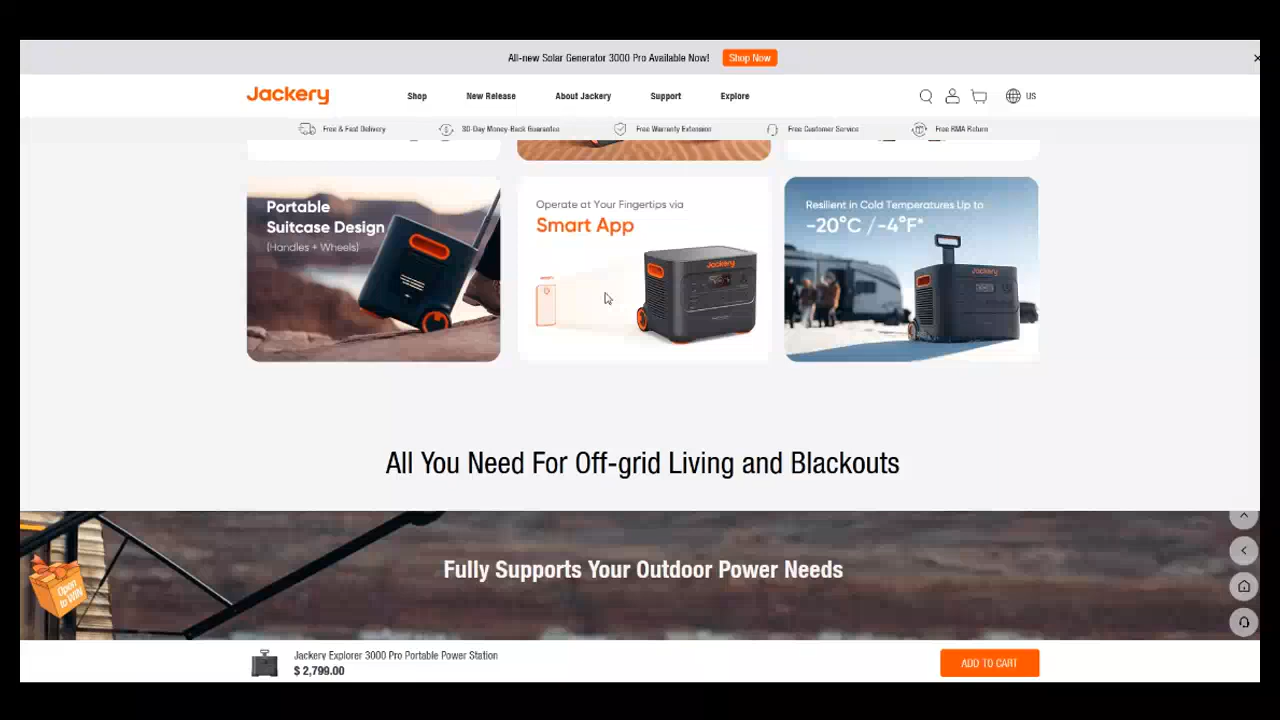 All-new Solar Generator 3000 Pro Available Now! Shop Now
Jackery Shop New Release About Jackery Support Explore US
Free & Fast Delivery 30-Day Money-Back Guarantee Free Warranty Extension Free Customer Service Free RMA Return
Portable
Suitcase Design
(Handles + Wheels)
Operate at Your Fingertips via
Smart App
Jackery
Resilient in Cold Temperatures Up to
-20°C /-4°F*
Jackery
All You Need For Off-grid Living and Blackouts
Fully Supports Your Outdoor Power Needs
Open
to WIN
Jackery Explorer 3000 Pro Portable Power Station
$ 2,799.00
ADD TO CART